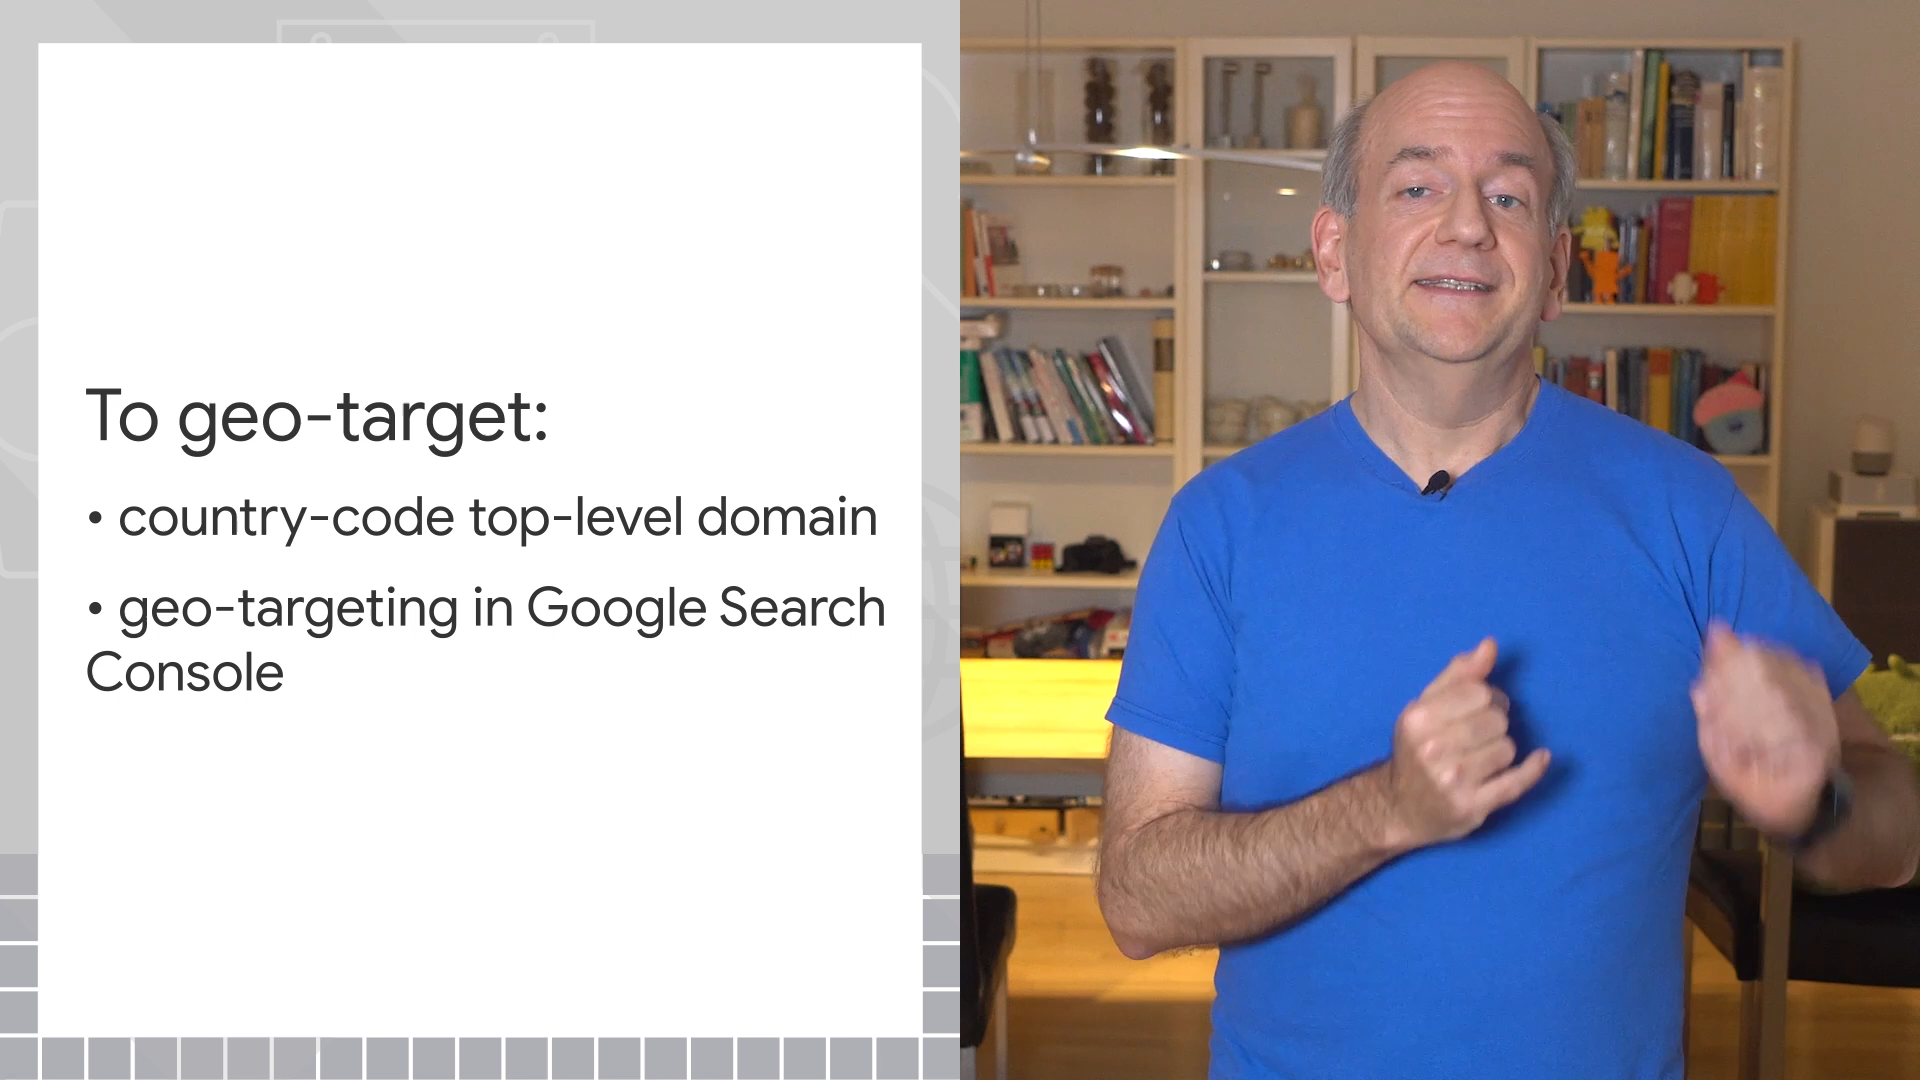 To geo-target:
• country-code top-level domain
• geo-targeting in Google Search
Console